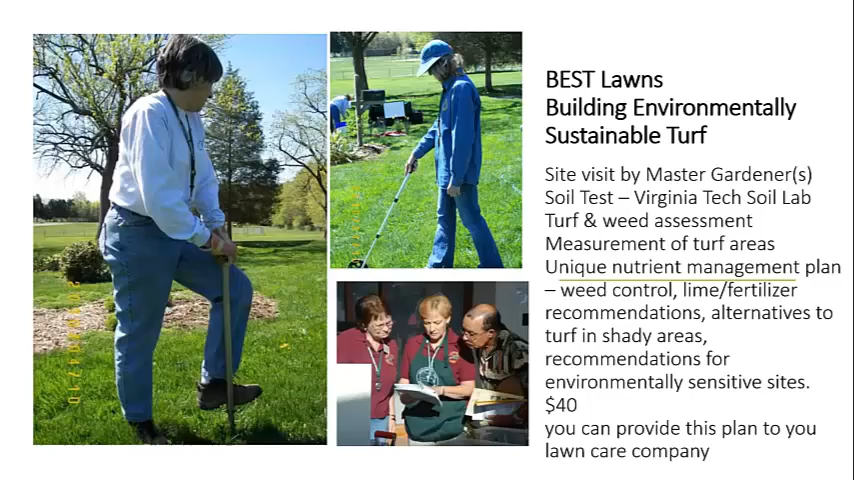 BEST Lawns
Building Environmentally
Sustainable Turf
Site visit by Master Gardener(s)
Soil Test – Virginia Tech Soil Lab
Turf & weed assessment
Measurement of turf areas
Unique nutrient management plan
– weed control, lime/fertilizer
recommendations, alternatives to
turf in shady areas,
recommendations for
environmentally sensitive sites.
$40
you can provide this plan to you
lawn care company